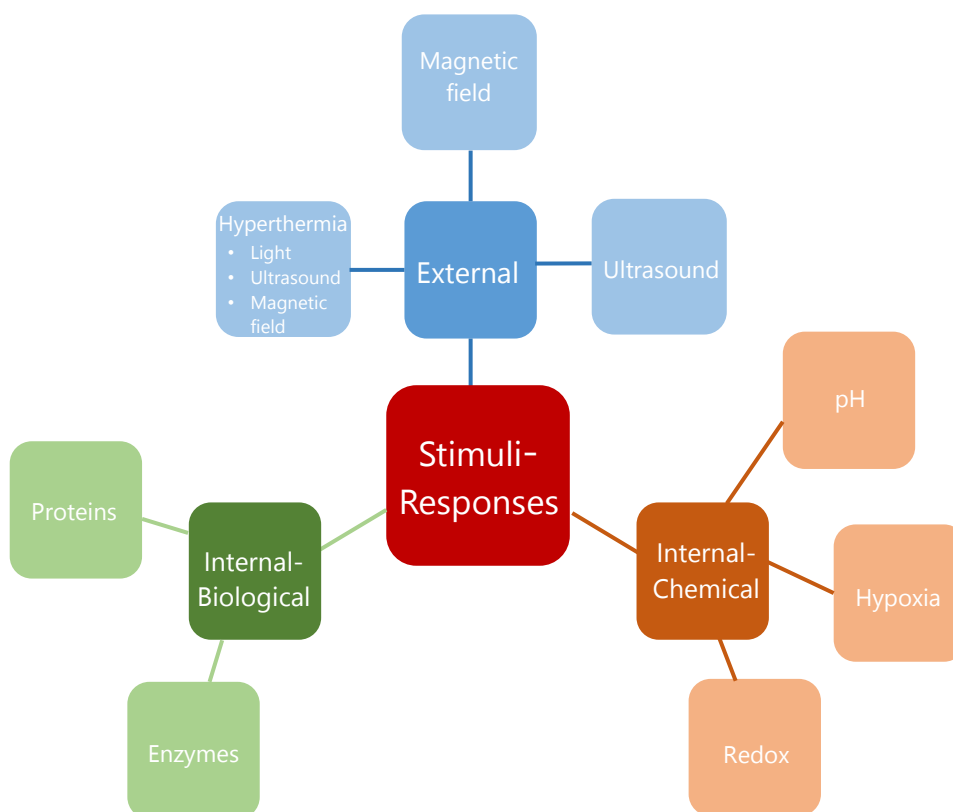 Magnetic
field
Hyperthermia
• Light
• Ultrasound
• Magnetic
field
External
Ultrasound
Stimuli-
Responses
pH
Proteins
Internal-
Biological
Internal-
Chemical
Hypoxia
Enzymes
Redox